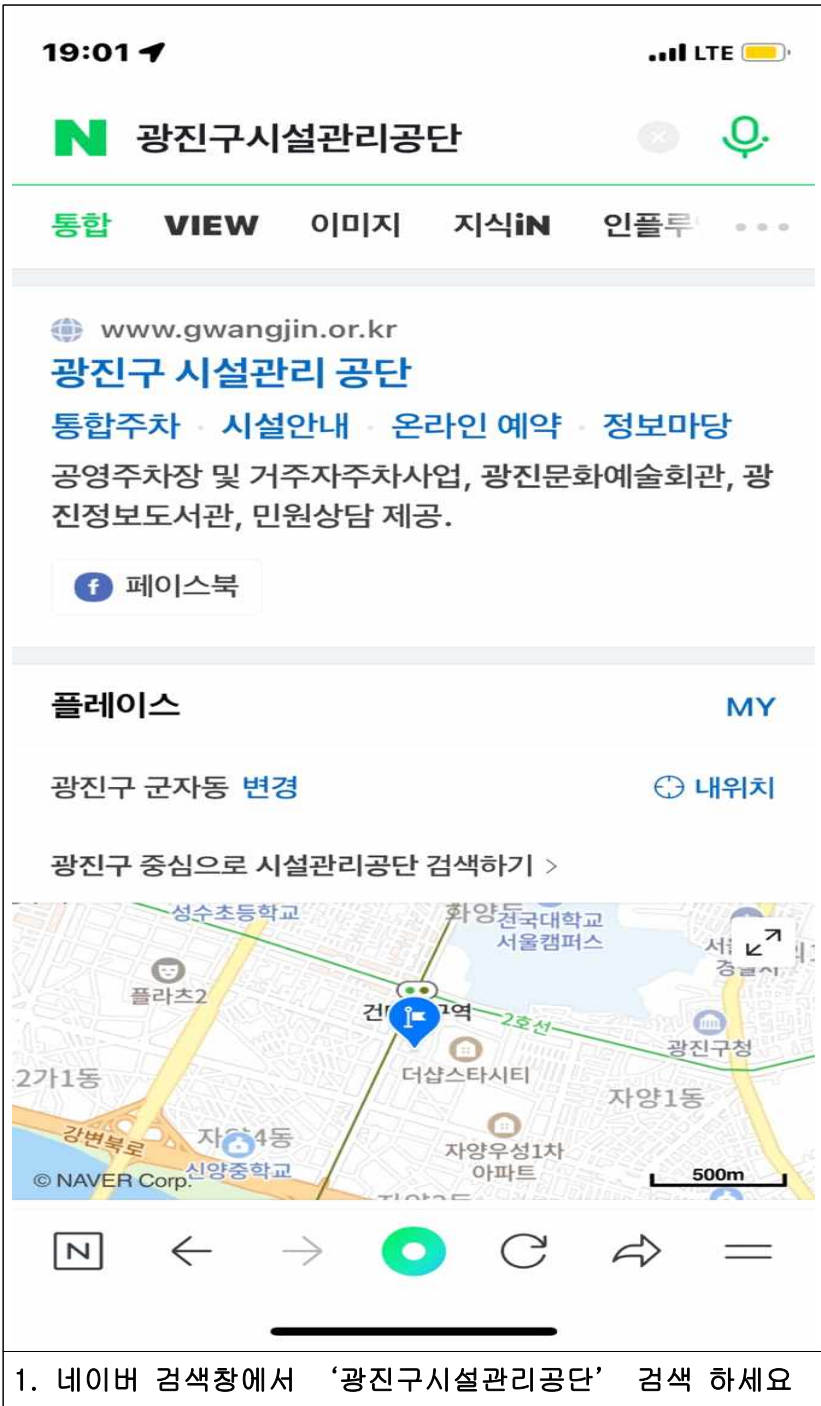 19:01
LTE
N 광진구시설관리공단
통합 VIEW 이미지 지식iN 인플루
www.gwangjin.or.kr
광진구 시설관리 공단
통합주차 · 시설안내 · 온라인 예약 · 정보마당
공영주차장 및 거주자주차사업, 광진문화예술회관, 광
진정보도서관, 민원상담 제공.
f 페이스북
플레이스 MY
광진구 군자동 변경 내위치
광진구 중심으로 시설관리공단 검색하기 >
성수초등학교
건국대학교
서울캠퍼스
플라츠2
2호선
광진구청
더샵스타시티
2가1동
자양1동
강변북로
자양우성1차
아파트
신양중학교
© NAVER Corp.
500m
N
1. 네이버 검색창에서 ‘광진구시설관리공단’ 검색 하세요